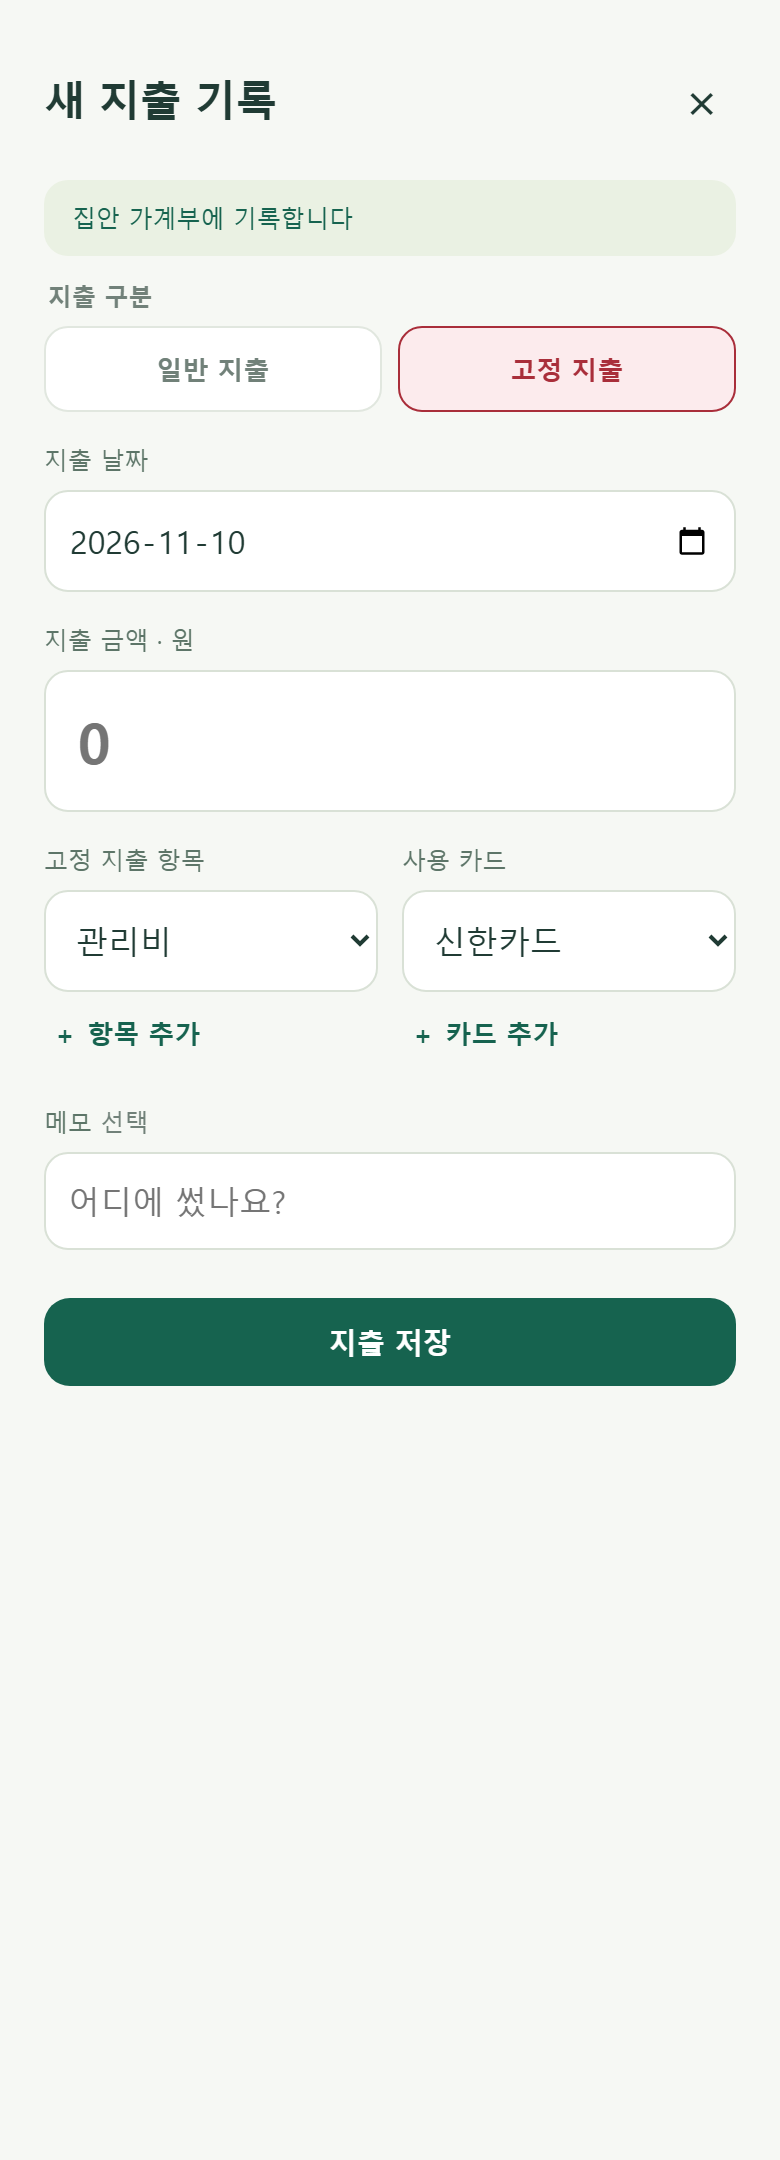 새 지출 기록
집안 가계부에 기록합니다
지출 구분
일반 지출
고정 지출
지출 날짜
2026-11-10
지출 금액 · 원
0
고정 지출 항목
사용 카드
관리비
신한카드
+ 항목 추가
+ 카드 추가
메모 선택
어디에 썼나요?
지출 저장